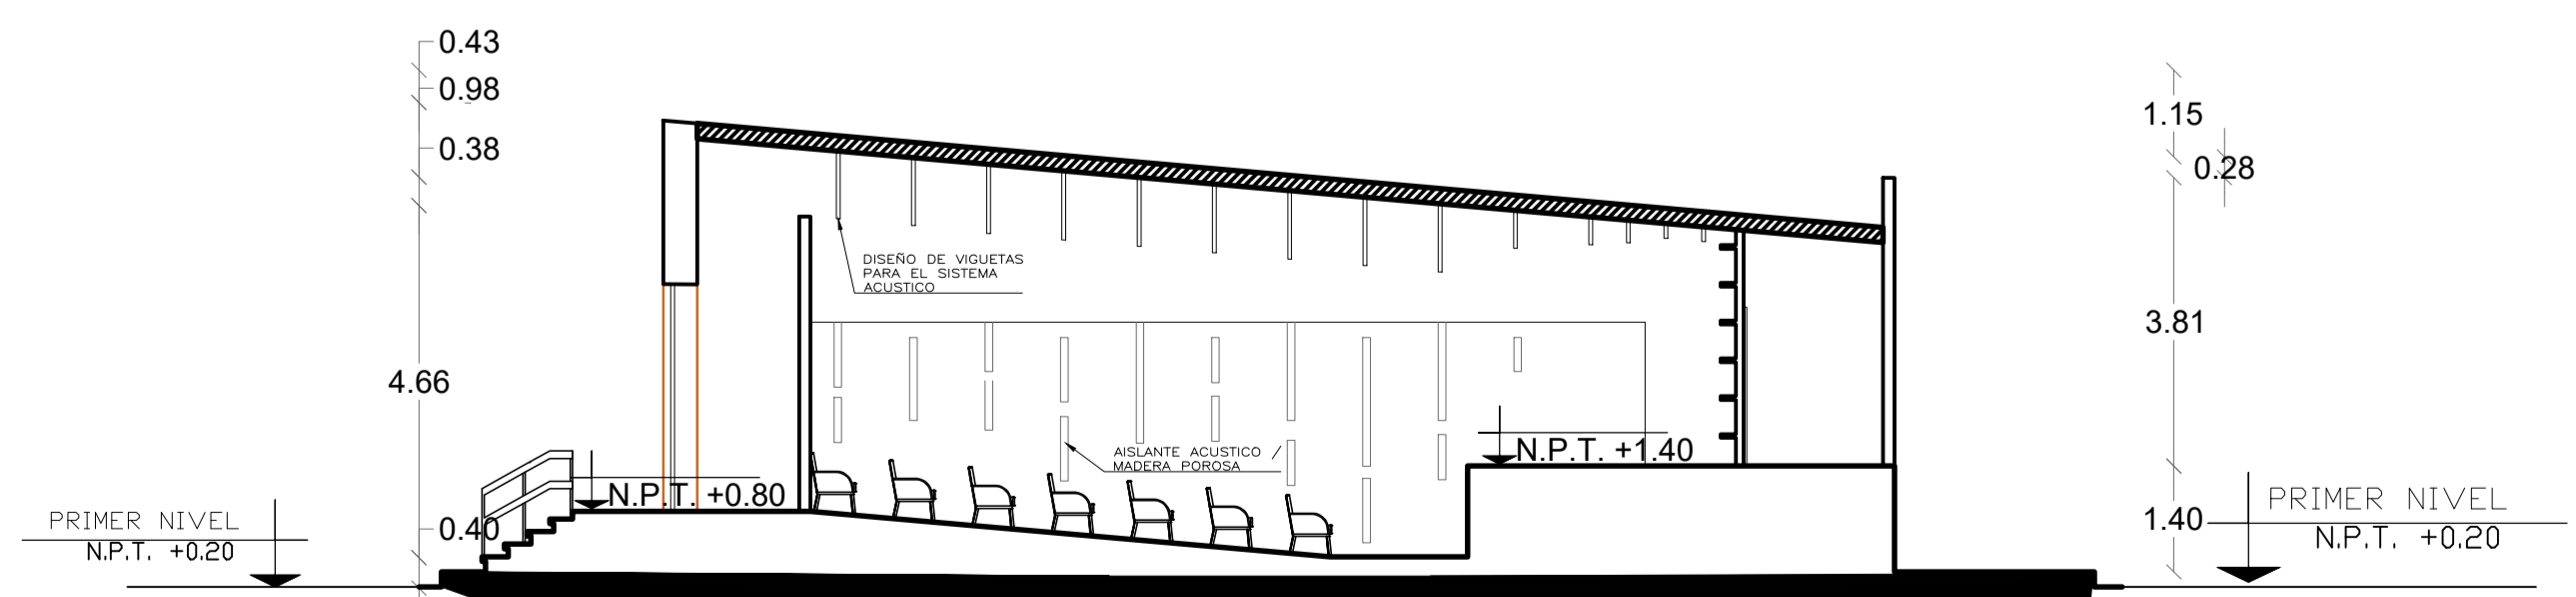 0.43
0.98
0.38
4.66
0.40
PRIMER NIVEL
N.P.T. +0.20
N.P.T. +0.80
DISEÑO DE VIGUETAS
PARA EL SISTEMA
ACUSTICO
AISLANTE ACUSTICO /
MADERA POROSA
N.P.T. +1.40
1.15
0.28
3.81
1.40
PRIMER NIVEL
N.P.T. +0.20